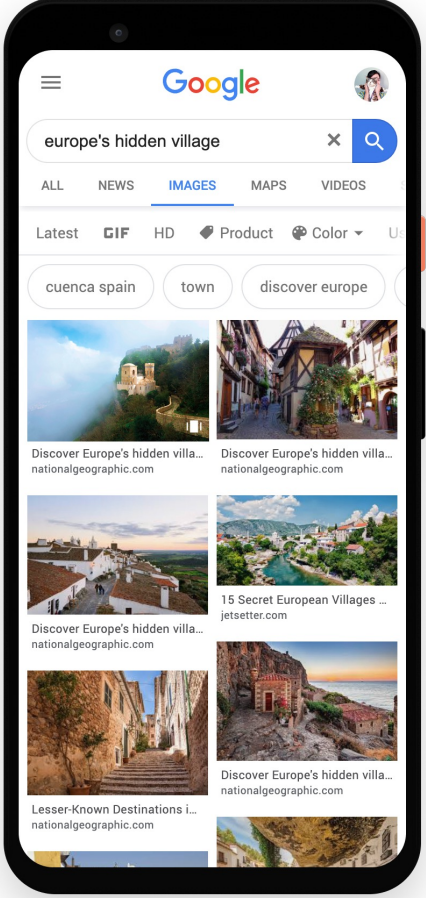 Google
europe's hidden village
ALL NEWS IMAGES MAPS VIDEOS
Latest GIF HD Product Color Us
cuenca spain town discover europe
Discover Europe's hidden villa...
nationalgeographic.com
Discover Europe's hidden villa...
nationalgeographic.com
Discover Europe's hidden villa...
nationalgeographic.com
15 Secret European Villages ...
jetsetter.com
Lesser-Known Destinations i...
nationalgeographic.com
Discover Europe's hidden villa...
nationalgeographic.com